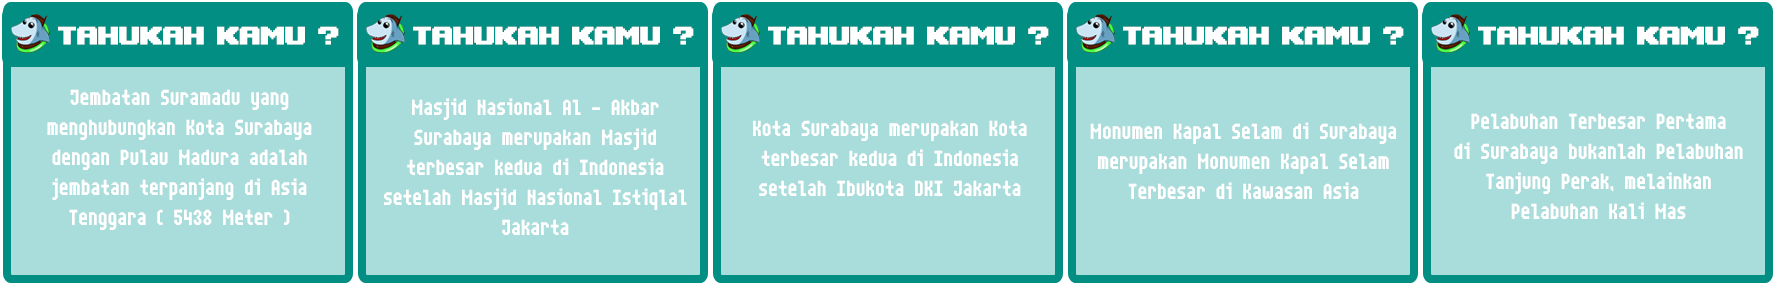 TAHUKAH KAMU ?
Jembatan Suramadu yang
menghubungkan Kota Surabaya
dengan Pulau Madura adalah
jembatan terpanjang di Asia
Tenggara ( 5438 Meter )
TAHUKAH KAMU ?
Masjid Nasional Al - Akbar
Surabaya merupakan Masjid
terbesar kedua di Indonesia
setelah Masjid Nasional Istiqlal
Jakarta
TAHUKAH KAMU ?
Kota Surabaya merupakan Kota
terbesar kedua di Indonesia
setelah Ibukota DKI Jakarta
TAHUKAH KAMU ?
Monumen Kapal Selam di Surabaya
merupakan Monumen Kapal Selam
Terbesar di Kawasan Asia
TAHUKAH KAMU ?
Pelabuhan Terbesar Pertama
di Surabaya bukanlah Pelabuhan
Tanjung Perak, melainkan
Pelabuhan Kali Mas